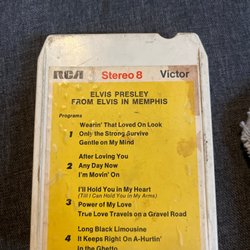 RCA Stereo 8 Victor
ELVIS PRESLEY
FROM ELVIS IN MEMPHIS
Programs
Wearin' That Loved On Look
1 Only the Strong Survive
Gentle on My Mind
After Loving You
2 Any Day Now
I'm Movin' On
I'll Hold You in My Heart
(Till I Can Hold You in My Arms)
3 Power of My Love
True Love Travels on a Gravel Road
Long Black Limousine
4 It Keeps Right On A-Hurtin'
In the Ghetto